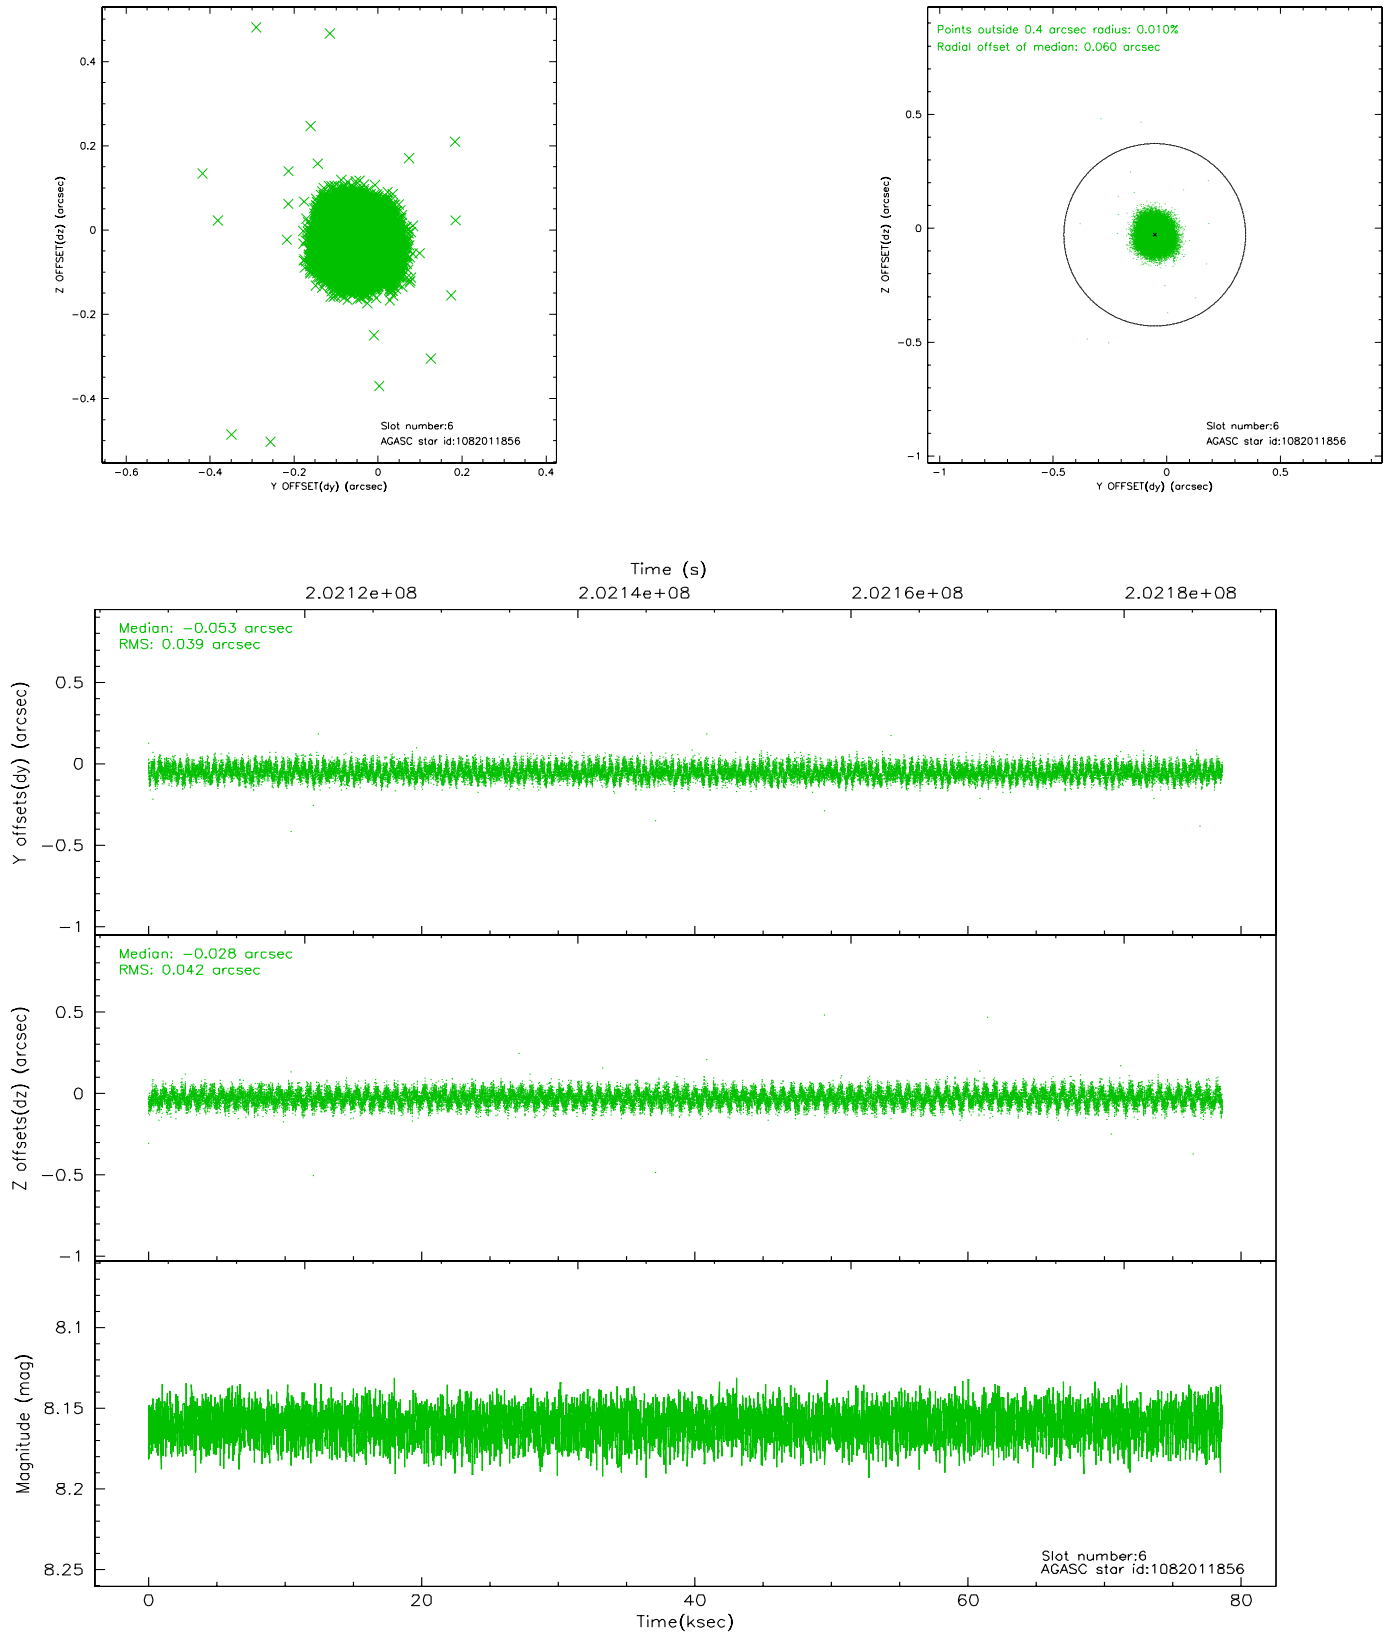 0.4
0.2
0
−0.2
−0.4
Z OFFSET(dz) (arcsec)
−0.6 −0.4 −0.2 0 0.2 0.4
Y OFFSET(dy) (arcsec)
Slot number:6
AGASC star id:1082011856
Points outside 0.4 arcsec radius: 0.010%
Radial offset of median: 0.060 arcsec
0.5
0
−0.5
−1
Z OFFSET(dz) (arcsec)
−1 −0.5 0 0.5
Y OFFSET(dy) (arcsec)
Slot number:6
AGASC star id:1082011856
Time (s)
2.0212e+08 2.0214e+08 2.0216e+08 2.0218e+08
Median: −0.053 arcsec
RMS: 0.039 arcsec
0.5
0
−0.5
−1
Y offsets(dy) (arcsec)
Median: −0.028 arcsec
RMS: 0.042 arcsec
0.5
0
−0.5
−1
Z offsets(dz) (arcsec)
8.1
8.15
8.2
8.25
Magnitude (mag)
Slot number:6
AGASC star id:1082011856
0 20 40 60 80
Time(ksec)